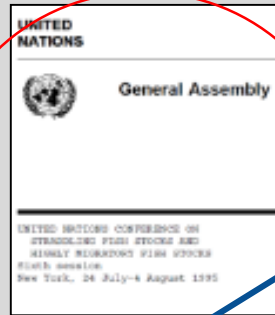 UNITED
NATIONS
General Assembly
UNITED NATIONS CONFERENCE ON
STRADDLING FISH STOCKS AND
HIGHLY MIGRATORY FISH STOCKS
Sixth session
New York, 24 July-4 August 1995